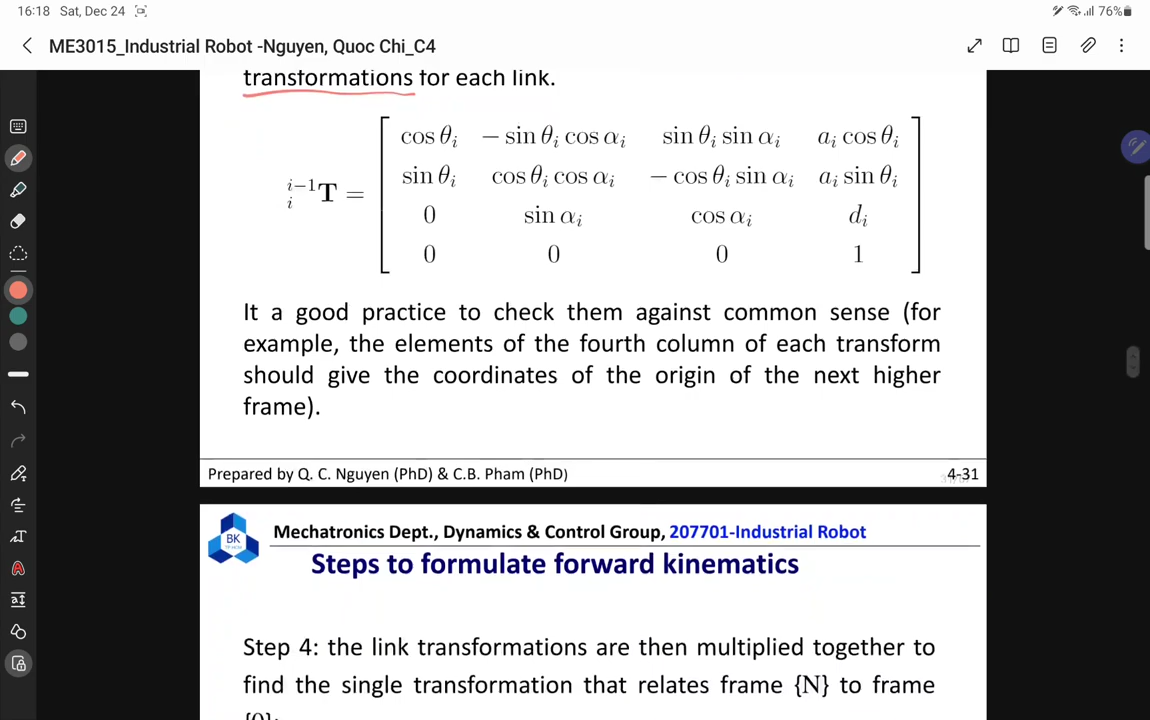 16:18 Sat, Dec 24 76%
ME3015_Industrial Robot -Nguyen, Quoc Chi_C4
transformations for each link.
cos θᵢ − sin θᵢ cos αᵢ sin θᵢ sin αᵢ aᵢ cos θᵢ
sin θᵢ cos θᵢ cos αᵢ − cos θᵢ sin αᵢ aᵢ sin θᵢ
ⁱ⁻¹ᵢT =
0 sin αᵢ cos αᵢ dᵢ
0 0 0 1
It a good practice to check them against common sense (for
example, the elements of the fourth column of each transform
should give the coordinates of the origin of the next higher
frame).
Prepared by Q. C. Nguyen (PhD) & C.B. Pham (PhD) 4-31
BK
Mechatronics Dept., Dynamics & Control Group, 207701-Industrial Robot
Steps to formulate forward kinematics
Step 4: the link transformations are then multiplied together to
find the single transformation that relates frame {N} to frame
{0}: